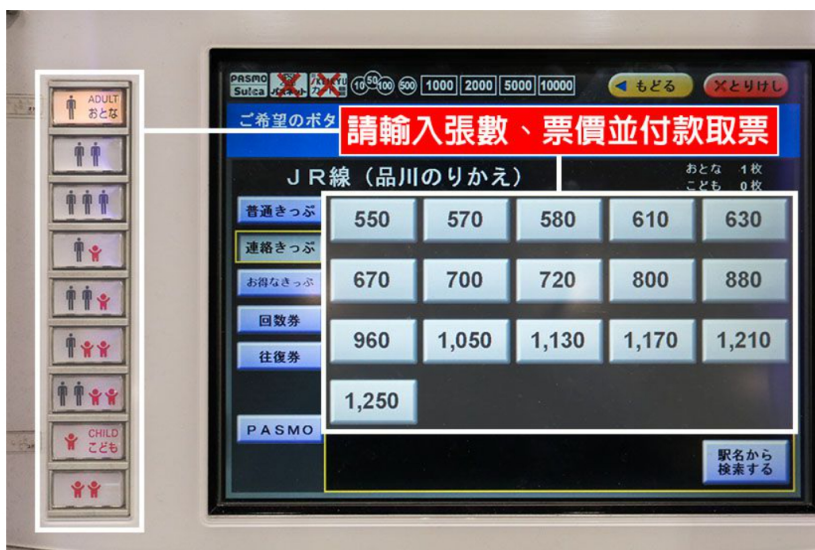 ADULT
おとな
PASMO
Suica
10 50 100 500 1000 2000 5000 10000
もどる
×とりけし
ご希望のボタ
請輸入張數、票價並付款取票
JR線（品川のりかえ）
おとな 1枚
こども 0枚
普通きっぷ
連絡きっぷ
お得なきっぷ
回数券
往復券
PASMO
550 570 580 610 630
670 700 720 800 880
960 1,050 1,130 1,170 1,210
1,250
駅名から
検索する
CHILD
こども